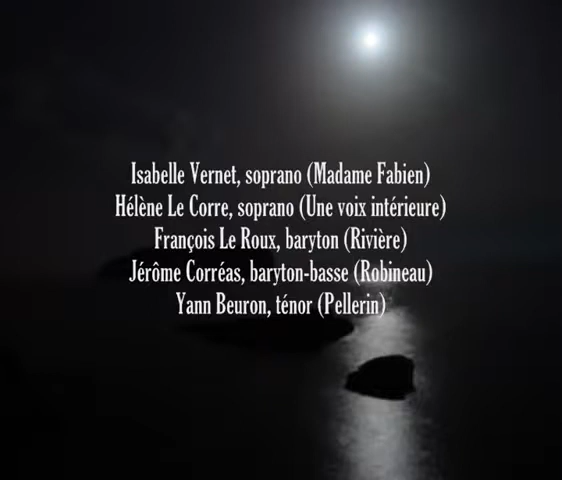 Isabelle Vernet, soprano (Madame Fabien)
Hélène Le Corre, soprano (Une voix intérieure)
François Le Roux, baryton (Rivière)
Jérôme Corréas, baryton-basse (Robineau)
Yann Beuron, ténor (Pellerin)